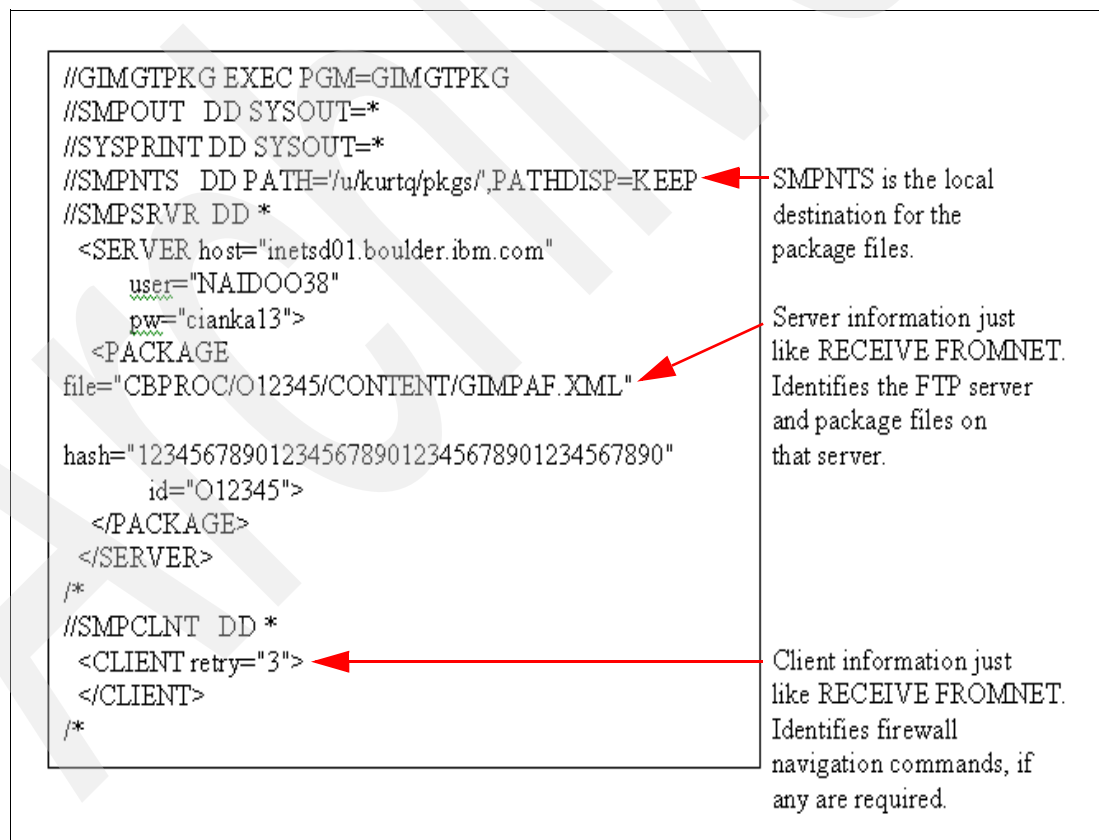 //GIMGTPKG EXEC PGM=GIMGTPKG
//SMPOUT DD SYSOUT=*
//SYSPRINT DD SYSOUT=*
//SMPNTS DD PATH='/u/kurtq/pkgs/',PATHDISP=KEEP
//SMPSRVR DD *
<SERVER host="inetsd01.boulder.ibm.com"
user="NAIDOO38"
pw="cianka13">
<PACKAGE
file="CBPROC/O12345/CONTENT/GIMPAF.XML"
hash="1234567890123456789012345678901234567890"
id="O12345">
</PACKAGE>
</SERVER>
/*
//SMPCLNT DD *
<CLIENT retry="3">
</CLIENT>
/*
SMPNTS is the local
destination for the
package files.
Server information just
like RECEIVE FROMNET.
Identifies the FTP server
and package files on
that server.
Client information just
like RECEIVE FROMNET.
Identifies firewall
navigation commands, if
any are required.